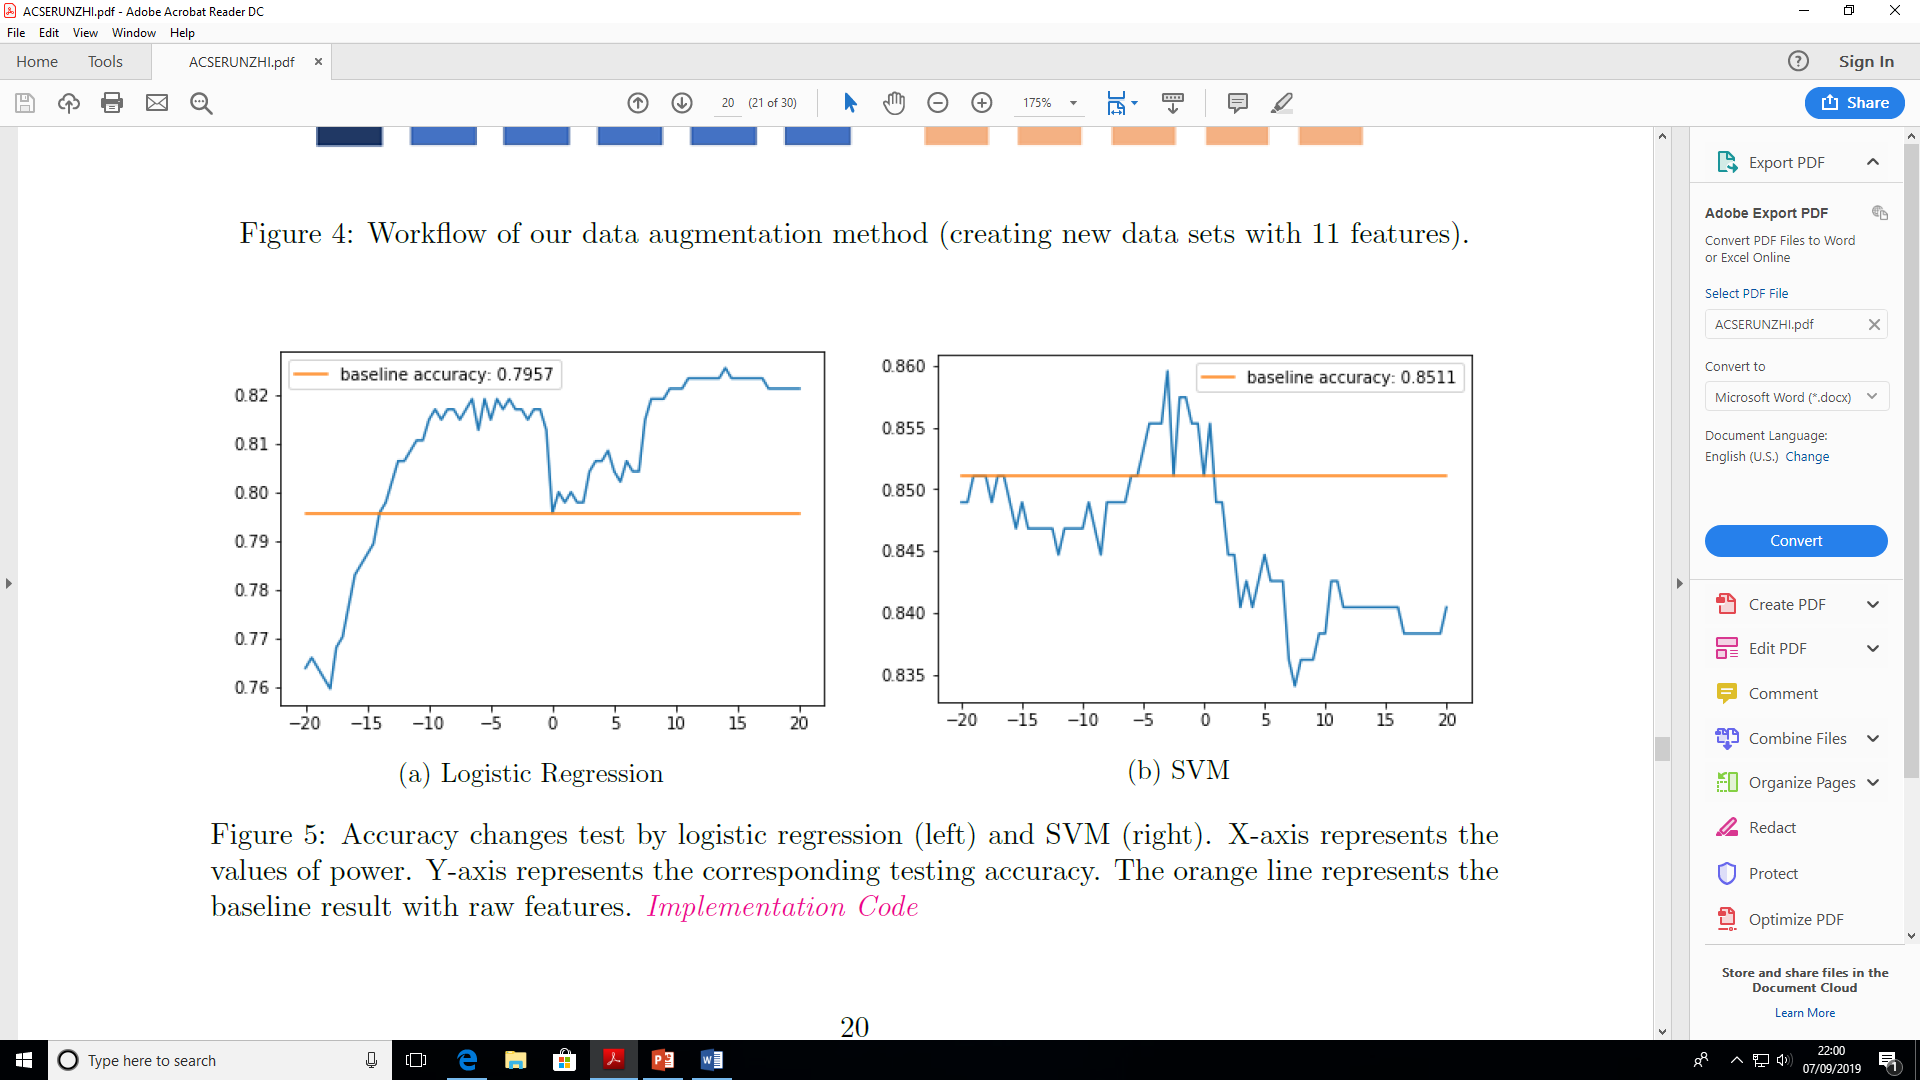 ACSERUNZHI.pdf - Adobe Acrobat Reader DC
File Edit View Window Help
Home Tools ACSERUNZHI.pdf Sign In
20 (21 of 30) 175% Share
Figure 4: Workflow of our data augmentation method (creating new data sets with 11 features).
baseline accuracy: 0.7957
0.82
0.81
0.80
0.79
0.78
0.77
0.76
−20 −15 −10 −5 0 5 10 15 20
(a) Logistic Regression
baseline accuracy: 0.8511
0.860
0.855
0.850
0.845
0.840
0.835
−20 −15 −10 −5 0 5 10 15 20
(b) SVM
Figure 5: Accuracy changes test by logistic regression (left) and SVM (right). X-axis represents the
values of power. Y-axis represents the corresponding testing accuracy. The orange line represents the
baseline result with raw features. Implementation Code
20
Export PDF
Adobe Export PDF
Convert PDF Files to Word
or Excel Online
Select PDF File
ACSERUNZHI.pdf
Convert to
Microsoft Word (*.docx)
Document Language:
English (U.S.) Change
Convert
Create PDF
Edit PDF
Comment
Combine Files
Organize Pages
Redact
Protect
Optimize PDF
Store and share files in the
Document Cloud
Learn More
Type here to search
22:00
07/09/2019
1